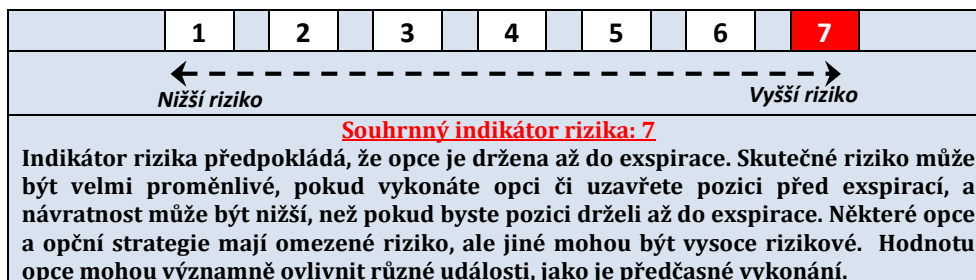 1 2 3 4 5 6 7
Nižší riziko Vyšší riziko
Souhrnný indikátor rizika: 7
Indikátor rizika předpokládá, že opce je držena až do exspirace. Skutečné riziko může
být velmi proměnlivé, pokud vykonáte opci či uzavřete pozici před exspirací, a
návratnost může být nižší, než pokud byste pozici drželi až do exspirace. Některé opce
a opční strategie mají omezené riziko, ale jiné mohou být vysoce rizikové. Hodnotu
opce mohou významně ovlivnit různé události, jako je předčasné vykonání.